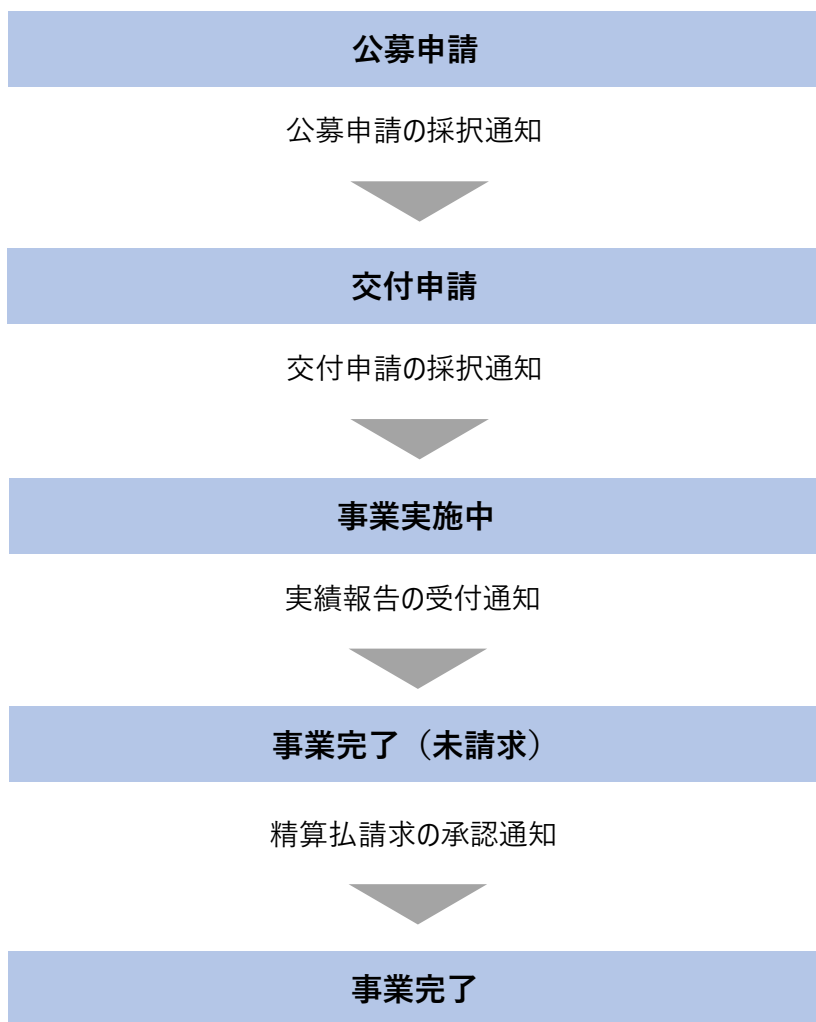 公募申請
公募申請の採択通知
交付申請
交付申請の採択通知
事業実施中
実績報告の受付通知
事業完了（未請求）
精算払請求の承認通知
事業完了